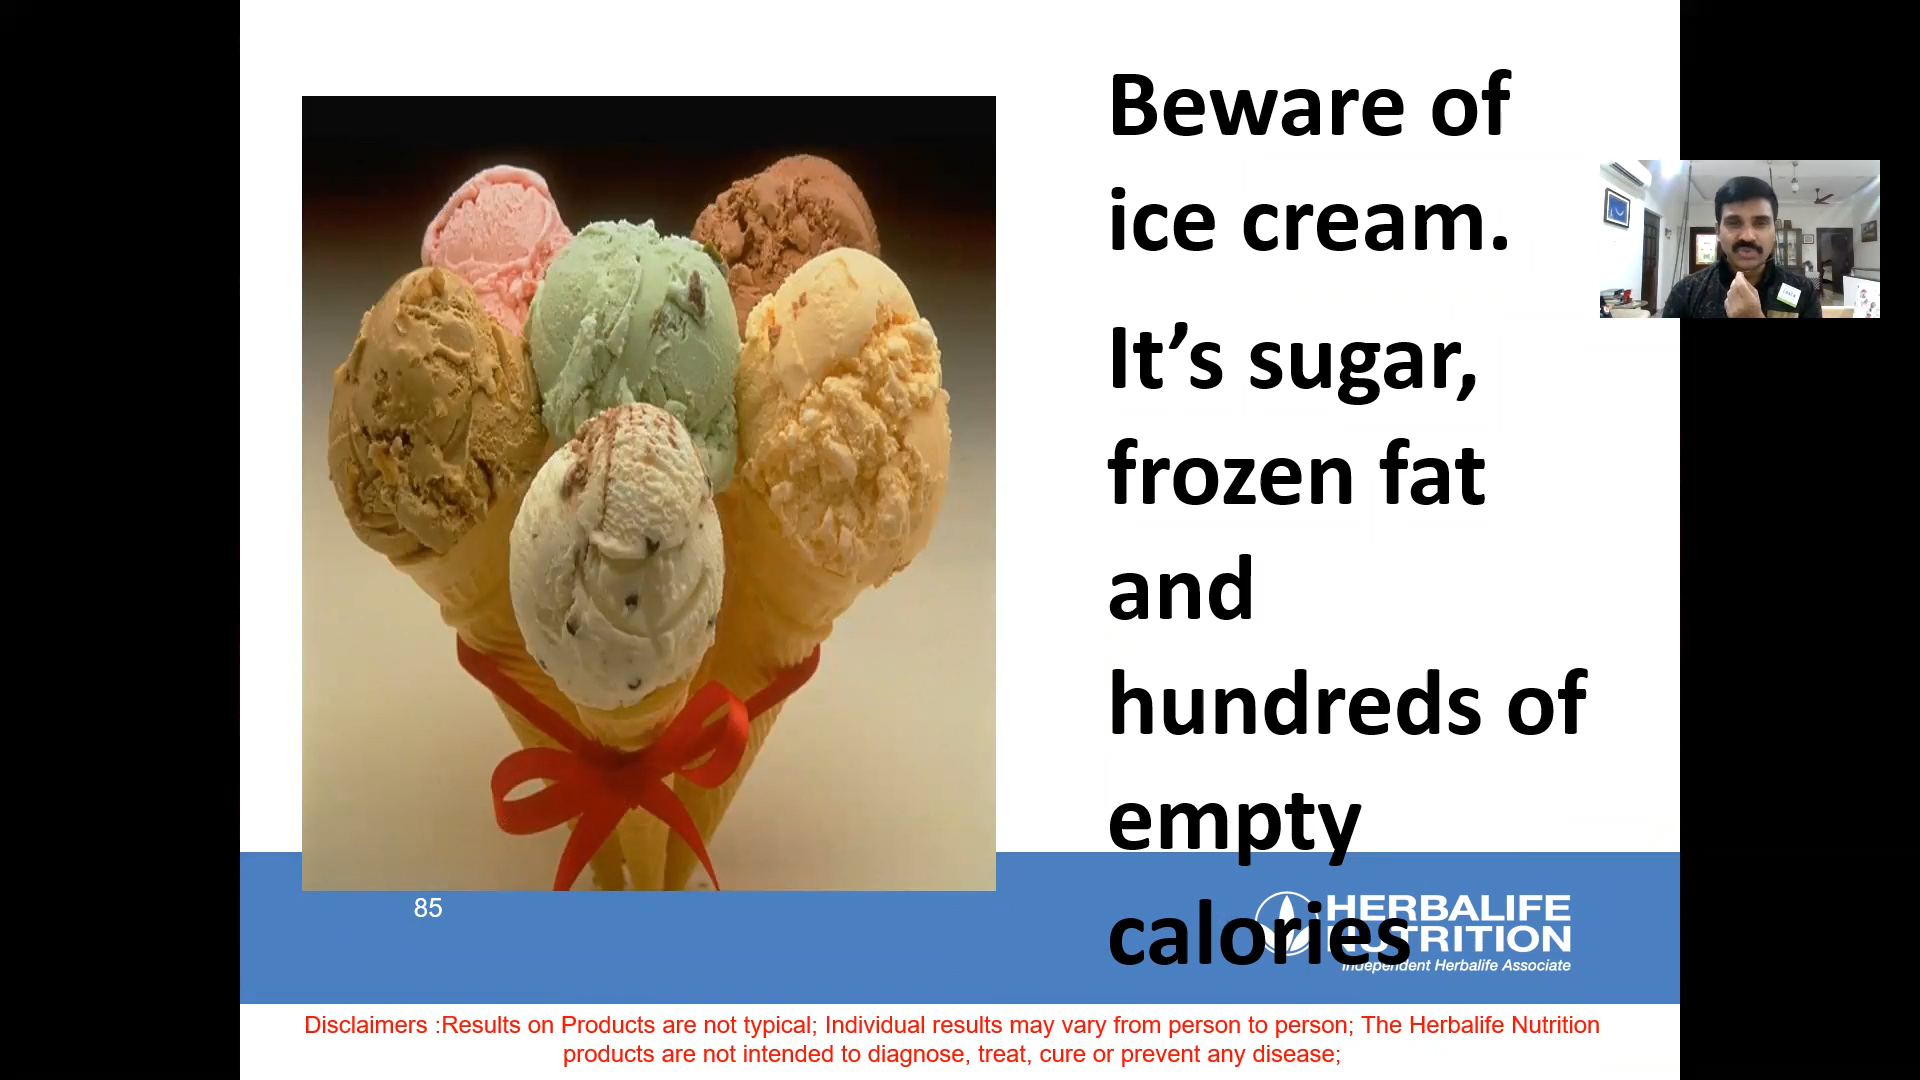 Beware of
ice cream.
It’s sugar,
frozen fat
and
hundreds of
empty
calories
85
HERBALIFE
NUTRITION
Independent Herbalife Associate
Disclaimers :Results on Products are not typical; Individual results may vary from person to person; The Herbalife Nutrition
products are not intended to diagnose, treat, cure or prevent any disease;